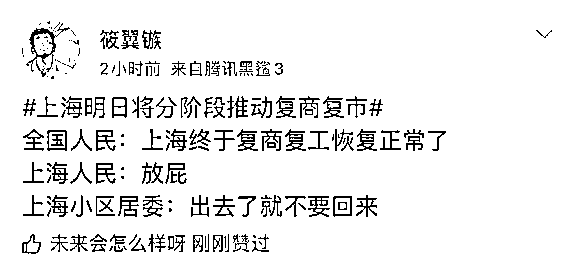 筱翼镞
2小时前 来自腾讯黑鲨3
#上海明日将分阶段推动复商复市#
全国人民：上海终于复商复工恢复正常了
上海人民：放屁
上海小区居委：出去了就不要回来
未来会怎么样呀 刚刚赞过